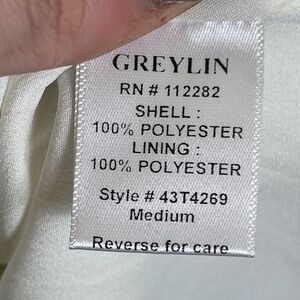 GREYLIN
RN # 112282
SHELL :
100% POLYESTER
LINING :
100% POLYESTER
Style # 43T4269
Medium
Reverse for care